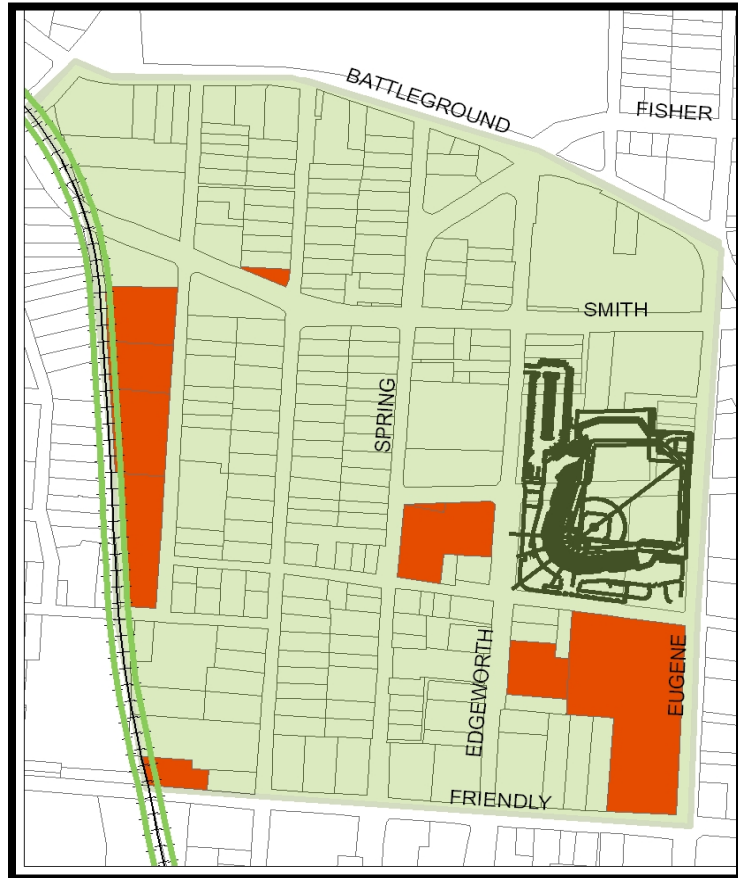 BATTLEGROUND
FISHER
SMITH
SPRING
EDGEWORTH
EUGENE
FRIENDLY